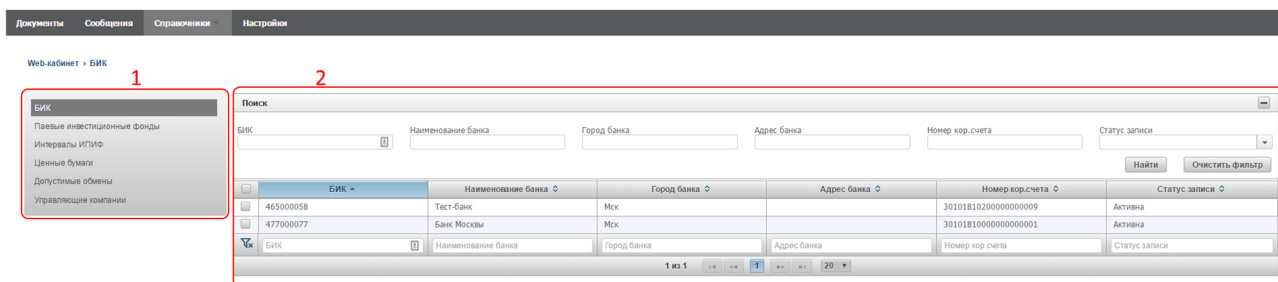 Документы Сообщения Справочники Настройки
Web-кабинет › БИК
1 2
БИК
Паевые инвестиционные фонды
Интервалы ИПИФ
Ценные бумаги
Допустимые обмены
Управляющие компании
Поиск
БИК Наименование банка Город банка Адрес банка Номер кор.счета Статус записи
Найти Очистить фильтр
БИК Наименование банка Город банка Адрес банка Номер кор.счета Статус записи
465000058 Тест-банк Мск 30101810200000000009 Активна
477000077 Банк Москвы Мск 30101810000000000001 Активна
БИК Наименование банка Город банка Адрес банка Номер кор.счета Статус записи
1 из 1 1 20